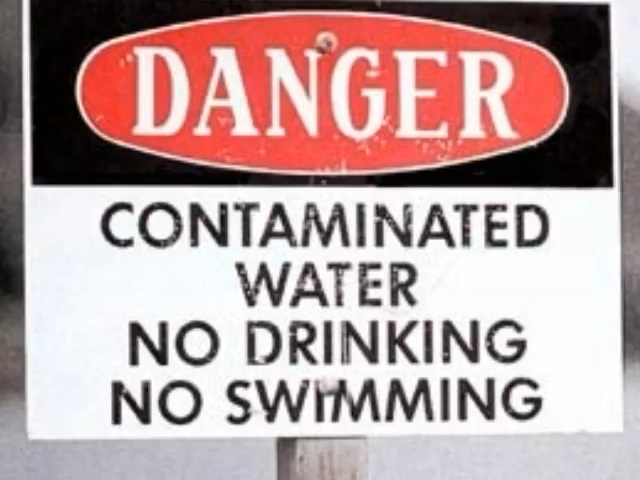 DANGER
CONTAMINATED
WATER
NO DRINKING
NO SWIMMING